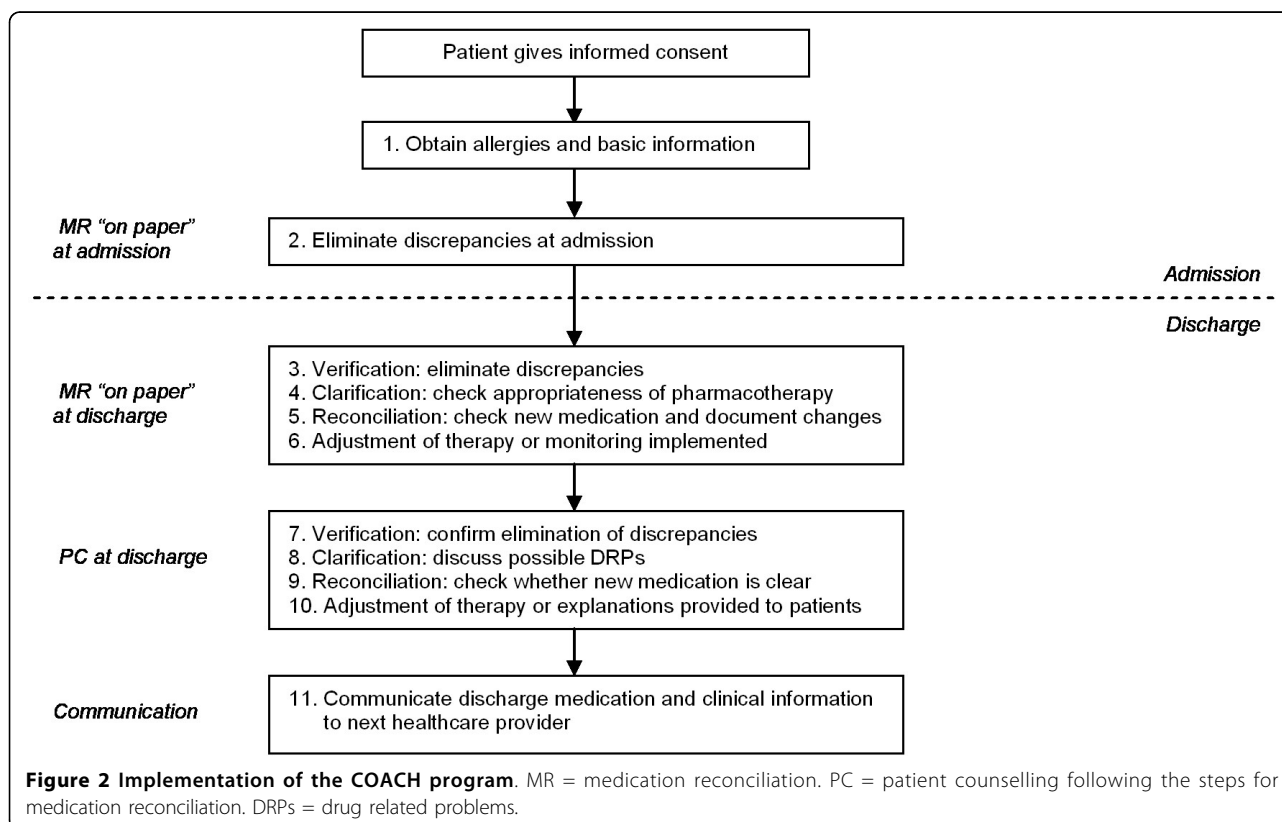 Patient gives informed consent
1. Obtain allergies and basic information
MR “on paper”
at admission
2. Eliminate discrepancies at admission
Admission
Discharge
MR “on paper”
at discharge
3. Verification: eliminate discrepancies
4. Clarification: check appropriateness of pharmacotherapy
5. Reconciliation: check new medication and document changes
6. Adjustment of therapy or monitoring implemented
PC at discharge
7. Verification: confirm elimination of discrepancies
8. Clarification: discuss possible DRPs
9. Reconciliation: check whether new medication is clear
10. Adjustment of therapy or explanations provided to patients
Communication
11. Communicate discharge medication and clinical information
to next healthcare provider
Figure 2 Implementation of the COACH program. MR = medication reconciliation. PC = patient counselling following the steps for
medication reconciliation. DRPs = drug related problems.